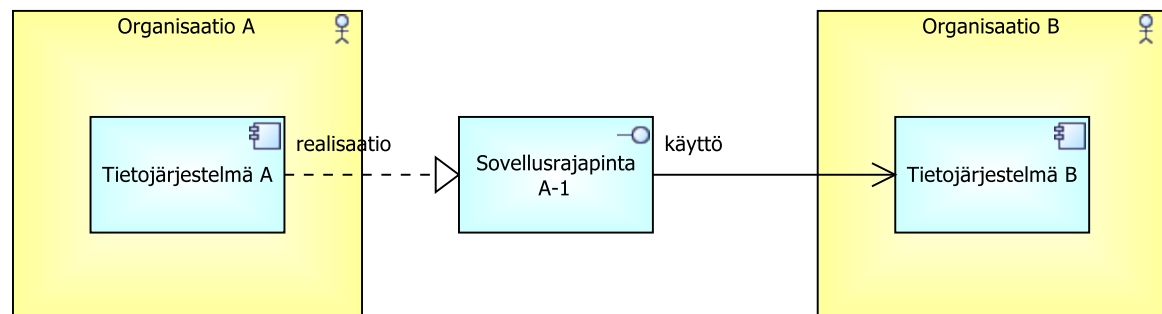 Organisaatio A
Organisaatio B
realisaatio
käyttö
Tietojärjestelmä A
Sovellusrajapinta
A-1
Tietojärjestelmä B